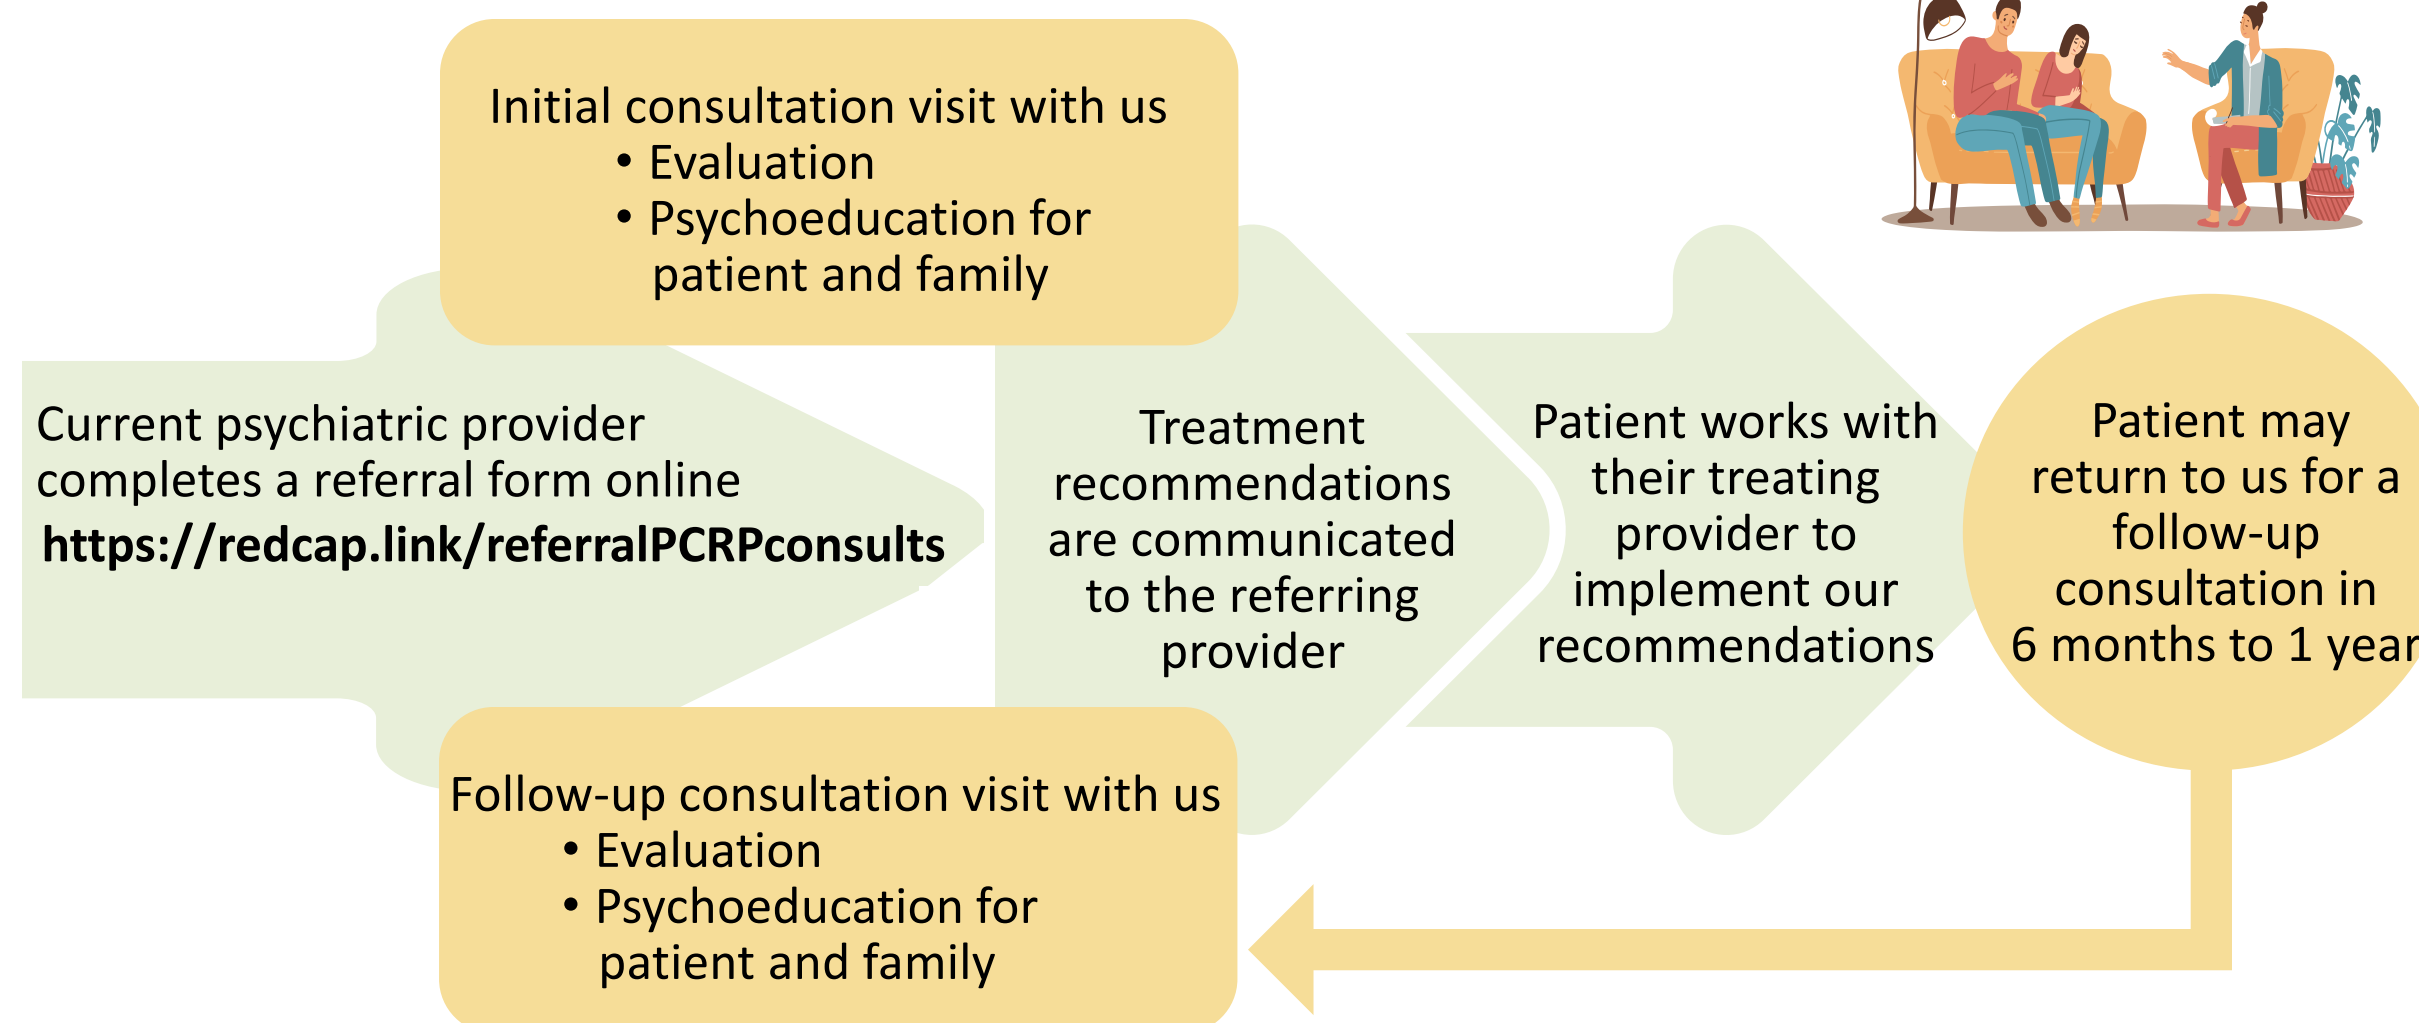 Initial consultation visit with us
• Evaluation
• Psychoeducation for
patient and family
Current psychiatric provider
completes a referral form online
https://redcap.link/referralPCRPconsults
Treatment
recommendations
are communicated
to the referring
provider
Patient works with
their treating
provider to
implement our
recommendations
Patient may
return to us for a
follow-up
consultation in
6 months to 1 year
Follow-up consultation visit with us
• Evaluation
• Psychoeducation for
patient and family